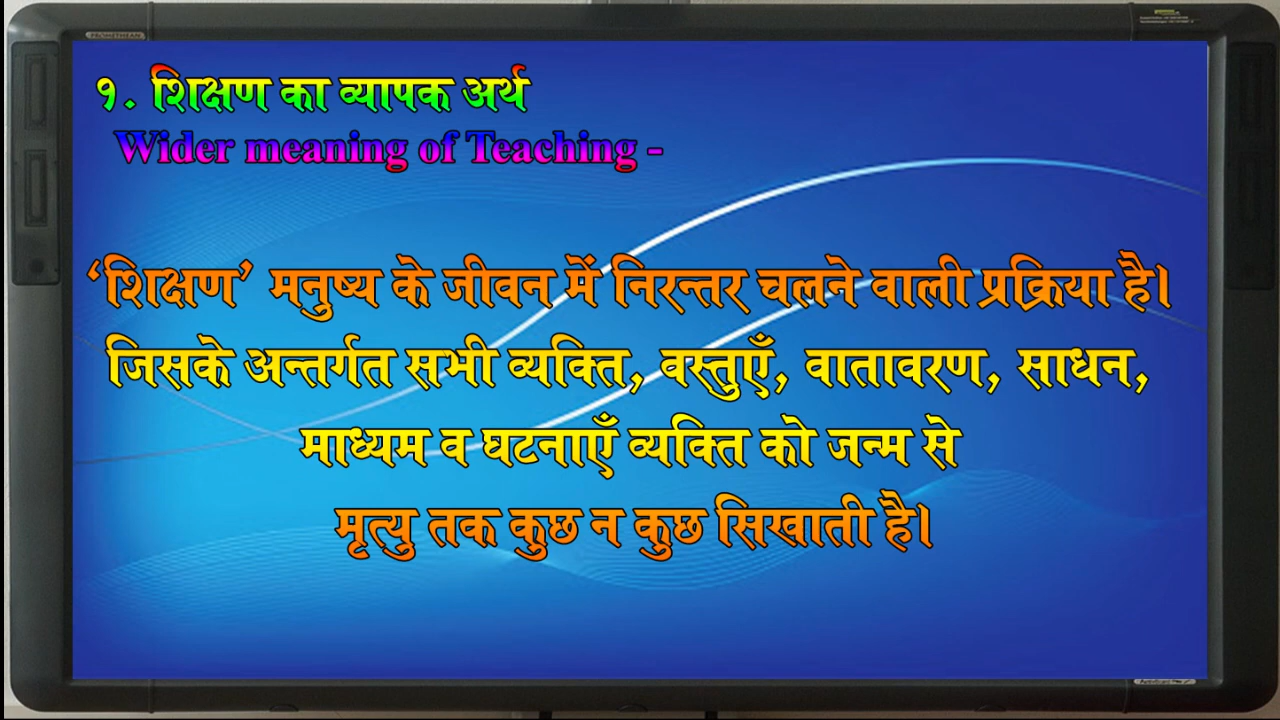 PROMETHEAN
१. शिक्षण का व्यापक अर्थ
Wider meaning of Teaching -
‘शिक्षण’ मनुष्य के जीवन में निरन्तर चलने वाली प्रक्रिया है।
जिसके अन्तर्गत सभी व्यक्ति, वस्तुएँ, वातावरण, साधन,
माध्यम व घटनाएँ व्यक्ति को जन्म से
मृत्यु तक कुछ न कुछ सिखाती है।